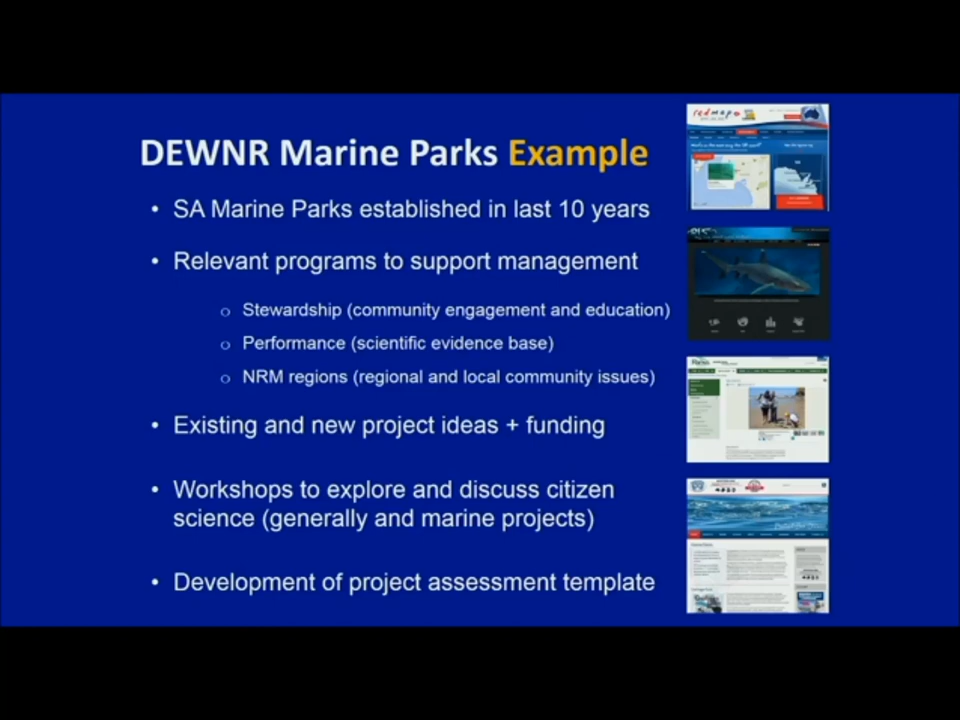 DEWNR Marine Parks Example
• SA Marine Parks established in last 10 years
• Relevant programs to support management
o Stewardship (community engagement and education)
o Performance (scientific evidence base)
o NRM regions (regional and local community issues)
• Existing and new project ideas + funding
• Workshops to explore and discuss citizen
science (generally and marine projects)
• Development of project assessment template
redmap